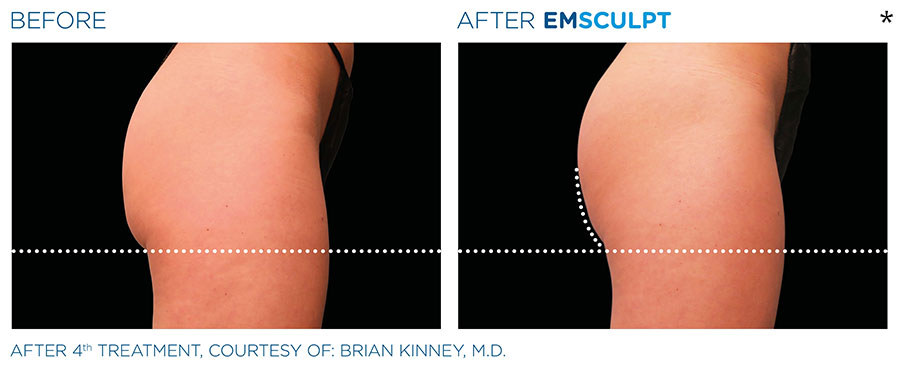 BEFORE
AFTER EMSCULPT *
AFTER 4th TREATMENT, COURTESY OF: BRIAN KINNEY, M.D.